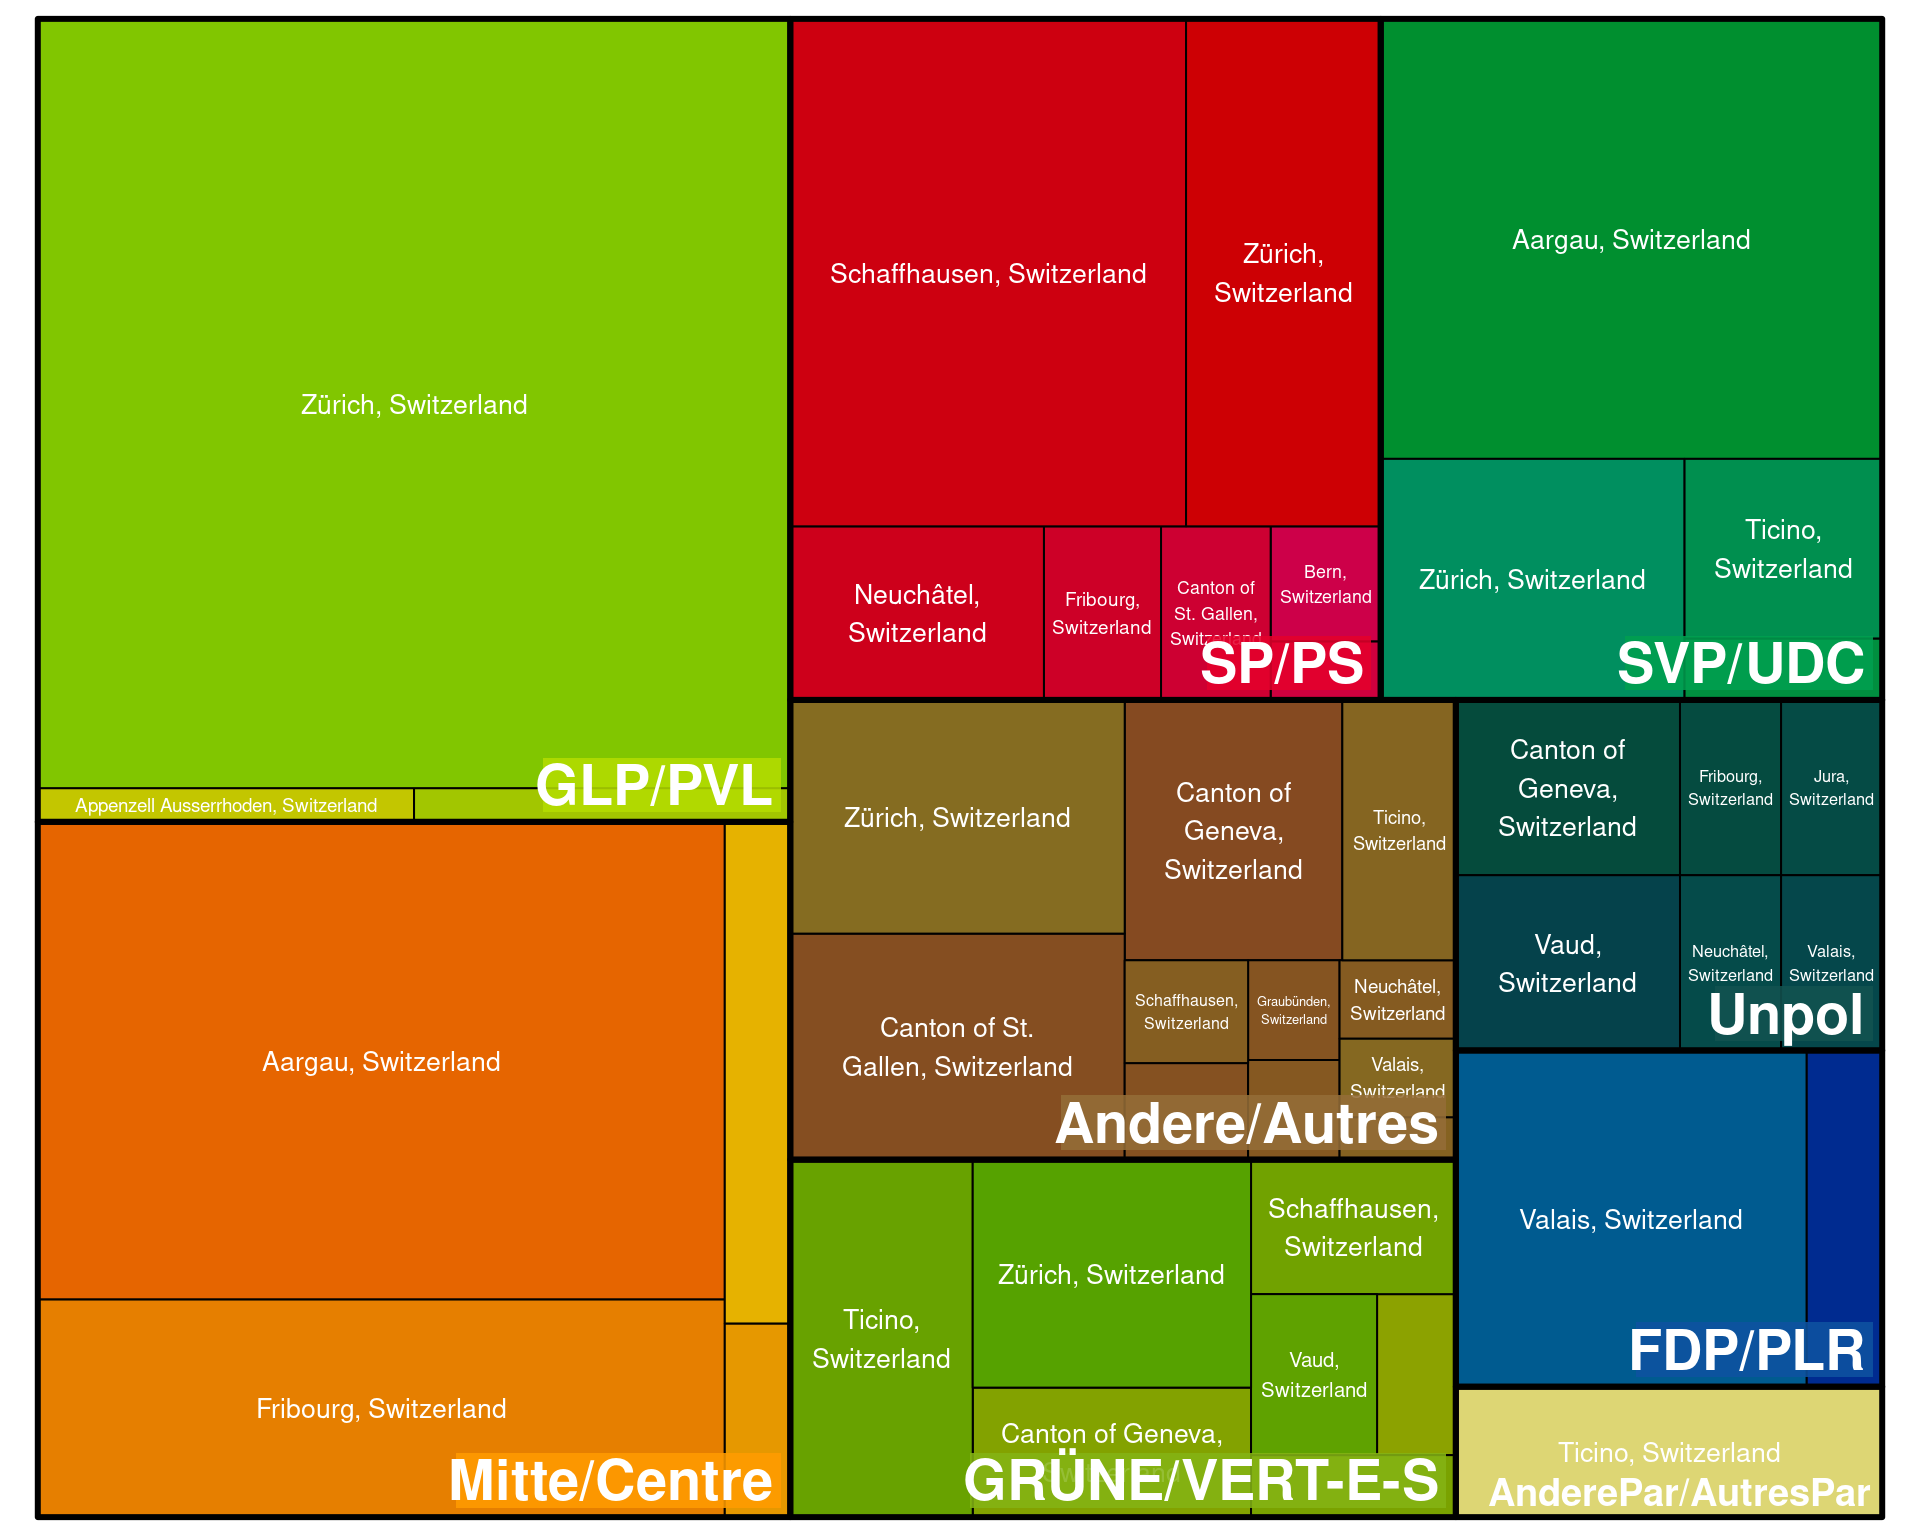 Zürich, Switzerland
Appenzell Ausserrhoden, Switzerland
GLP/PVL
Aargau, Switzerland
Fribourg, Switzerland
Mitte/Centre
Schaffhausen, Switzerland
Zürich,
Switzerland
Neuchâtel,
Switzerland
Fribourg,
Switzerland
Canton of
St. Gallen,
Switzerland
Bern,
Switzerland
SP/PS
Aargau, Switzerland
Zürich, Switzerland
Ticino,
Switzerland
SVP/UDC
Zürich, Switzerland
Canton of St.
Gallen, Switzerland
Canton of
Geneva,
Switzerland
Ticino,
Switzerland
Schaffhausen,
Switzerland
Graubünden,
Switzerland
Neuchâtel,
Switzerland
Valais,
Switzerland
Andere/Autres
Canton of
Geneva,
Switzerland
Fribourg,
Switzerland
Jura,
Switzerland
Vaud,
Switzerland
Neuchâtel,
Switzerland
Valais,
Switzerland
Unpol
Ticino,
Switzerland
Zürich, Switzerland
Schaffhausen,
Switzerland
Vaud,
Switzerland
Canton of Geneva,
GRÜNE/VERT-E-S
Valais, Switzerland
FDP/PLR
Ticino, Switzerland
AnderePar/AutresPar